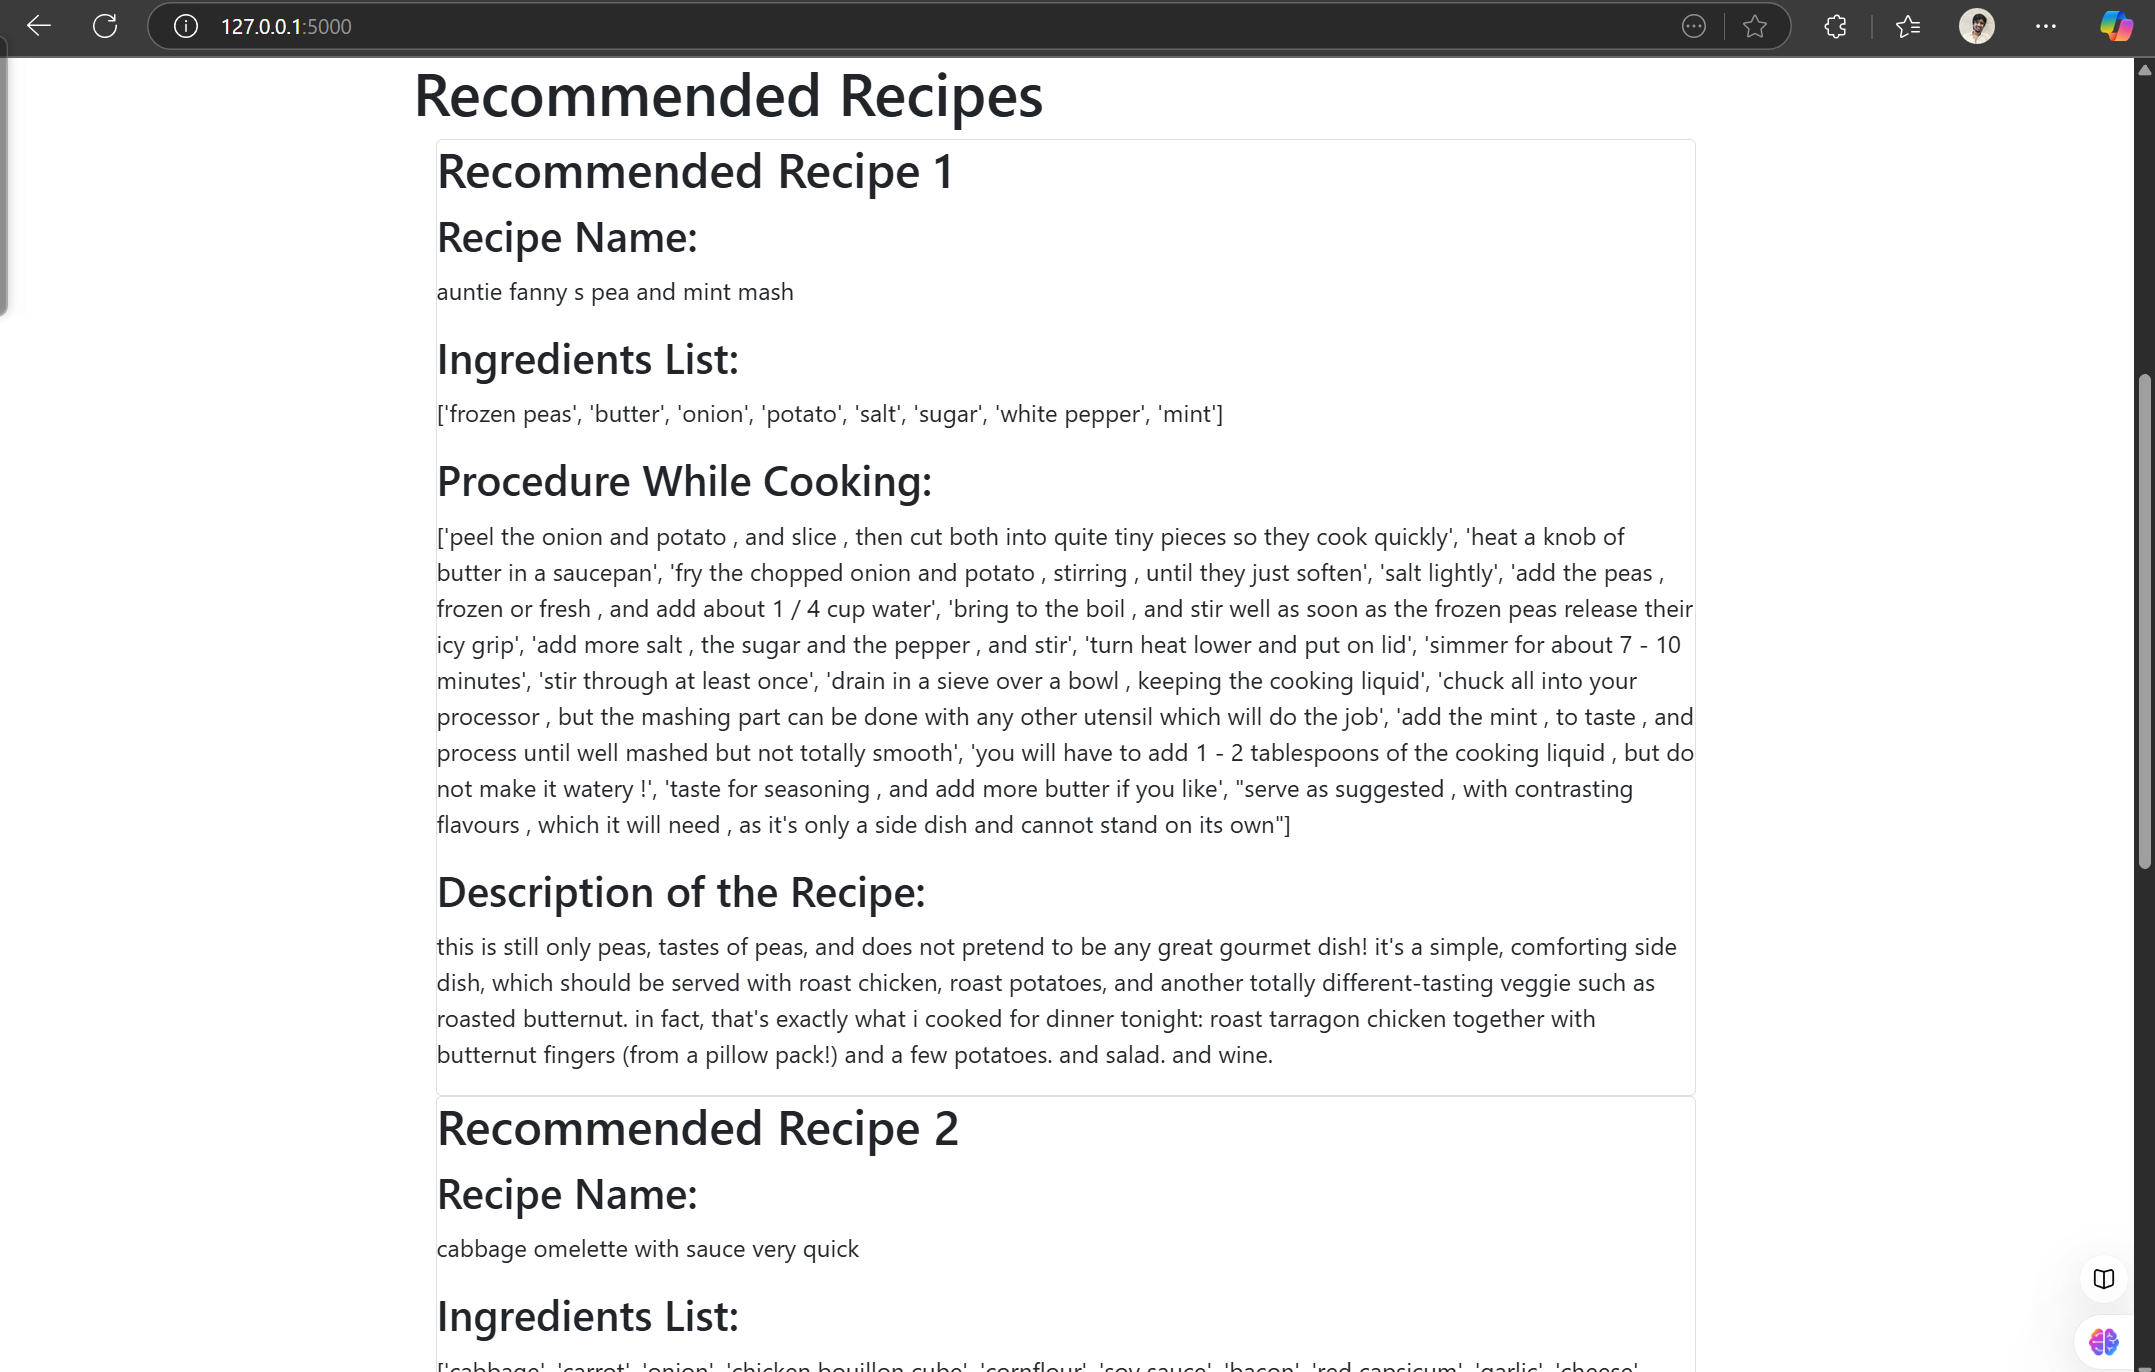 127.0.0.1:5000
Recommended Recipes
Recommended Recipe 1
Recipe Name:
auntie fanny s pea and mint mash
Ingredients List:
['frozen peas', 'butter', 'onion', 'potato', 'salt', 'sugar', 'white pepper', 'mint']
Procedure While Cooking:
['peel the onion and potato , and slice , then cut both into quite tiny pieces so they cook quickly', 'heat a knob of
butter in a saucepan', 'fry the chopped onion and potato , stirring , until they just soften', 'salt lightly', 'add the peas ,
frozen or fresh , and add about 1 / 4 cup water', 'bring to the boil , and stir well as soon as the frozen peas release their
icy grip', 'add more salt , the sugar and the pepper , and stir', 'turn heat lower and put on lid', 'simmer for about 7 - 10
minutes', 'stir through at least once', 'drain in a sieve over a bowl , keeping the cooking liquid', 'chuck all into your
processor , but the mashing part can be done with any other utensil which will do the job', 'add the mint , to taste , and
process until well mashed but not totally smooth', 'you will have to add 1 - 2 tablespoons of the cooking liquid , but do
not make it watery !', 'taste for seasoning , and add more butter if you like', "serve as suggested , with contrasting
flavours , which it will need , as it's only a side dish and cannot stand on its own"]
Description of the Recipe:
this is still only peas, tastes of peas, and does not pretend to be any great gourmet dish! it's a simple, comforting side
dish, which should be served with roast chicken, roast potatoes, and another totally different-tasting veggie such as
roasted butternut. in fact, that's exactly what i cooked for dinner tonight: roast tarragon chicken together with
butternut fingers (from a pillow pack!) and a few potatoes. and salad. and wine.
Recommended Recipe 2
Recipe Name:
cabbage omelette with sauce very quick
Ingredients List:
['cabbage', 'carrot', 'onion', 'chicken bouillon cube', 'cornflour', 'soy sauce', 'bacon', 'red capsicum', 'garlic', 'cheese',